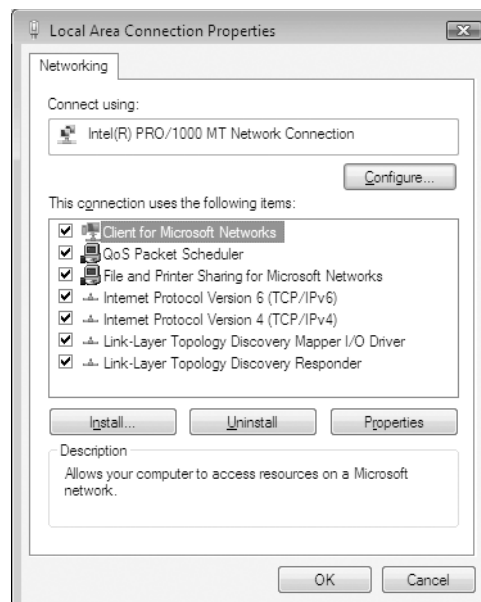 Local Area Connection Properties
Networking
Connect using:
Intel(R) PRO/1000 MT Network Connection
Configure...
This connection uses the following items:
Client for Microsoft Networks
QoS Packet Scheduler
File and Printer Sharing for Microsoft Networks
Internet Protocol Version 6 (TCP/IPv6)
Internet Protocol Version 4 (TCP/IPv4)
Link-Layer Topology Discovery Mapper I/O Driver
Link-Layer Topology Discovery Responder
Install... Uninstall Properties
Description
Allows your computer to access resources on a Microsoft
network.
OK Cancel